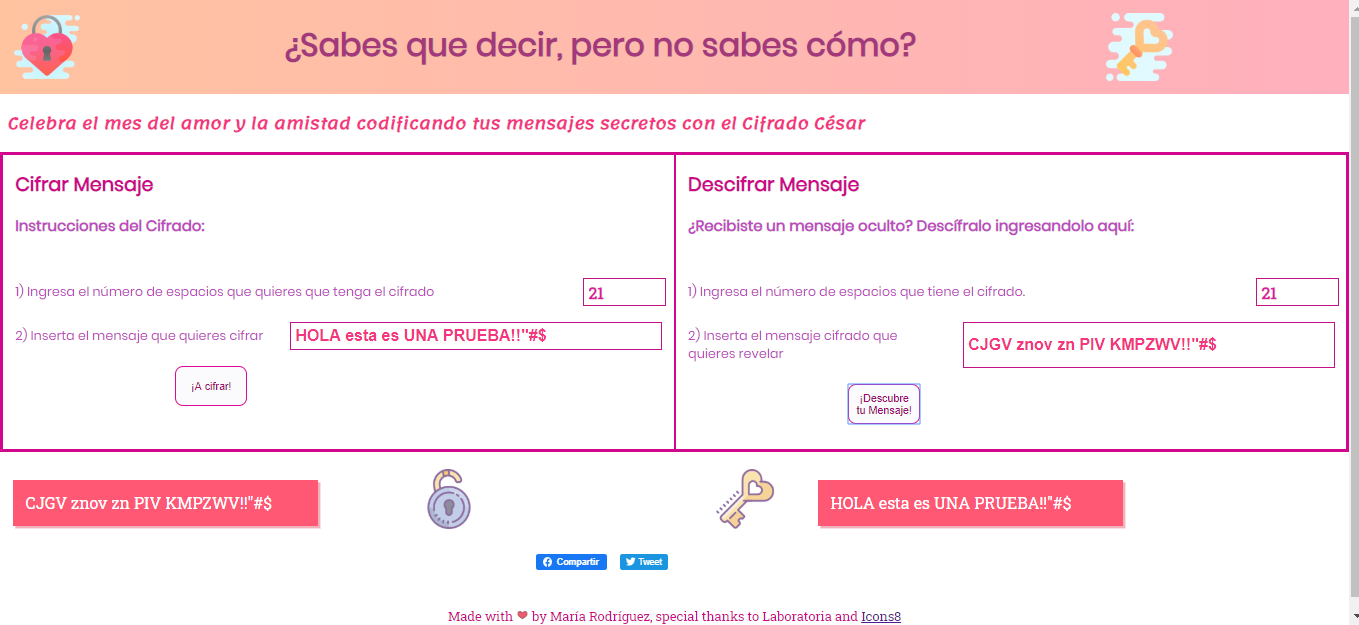 ¿Sabes que decir, pero no sabes cómo?
Celebra el mes del amor y la amistad codificando tus mensajes secretos con el Cifrado César
Cifrar Mensaje
Instrucciones del Cifrado:
1) Ingresa el número de espacios que quieres que tenga el cifrado
21
2) Inserta el mensaje que quieres cifrar
HOLA esta es UNA PRUEBA!!"#$
¡A cifrar!
Descifrar Mensaje
¿Recibiste un mensaje oculto? Descífralo ingresandolo aquí:
1) Ingresa el número de espacios que tiene el cifrado.
21
2) Inserta el mensaje cifrado que
quieres revelar
CJGV znov zn PIV KMPZWV!!"#$
¡Descubre
tu Mensaje!
CJGV znov zn PIV KMPZWV!!"#$
HOLA esta es UNA PRUEBA!!"#$
Compartir
Tweet
Made with ❤ by María Rodríguez, special thanks to Laboratoria and Icons8